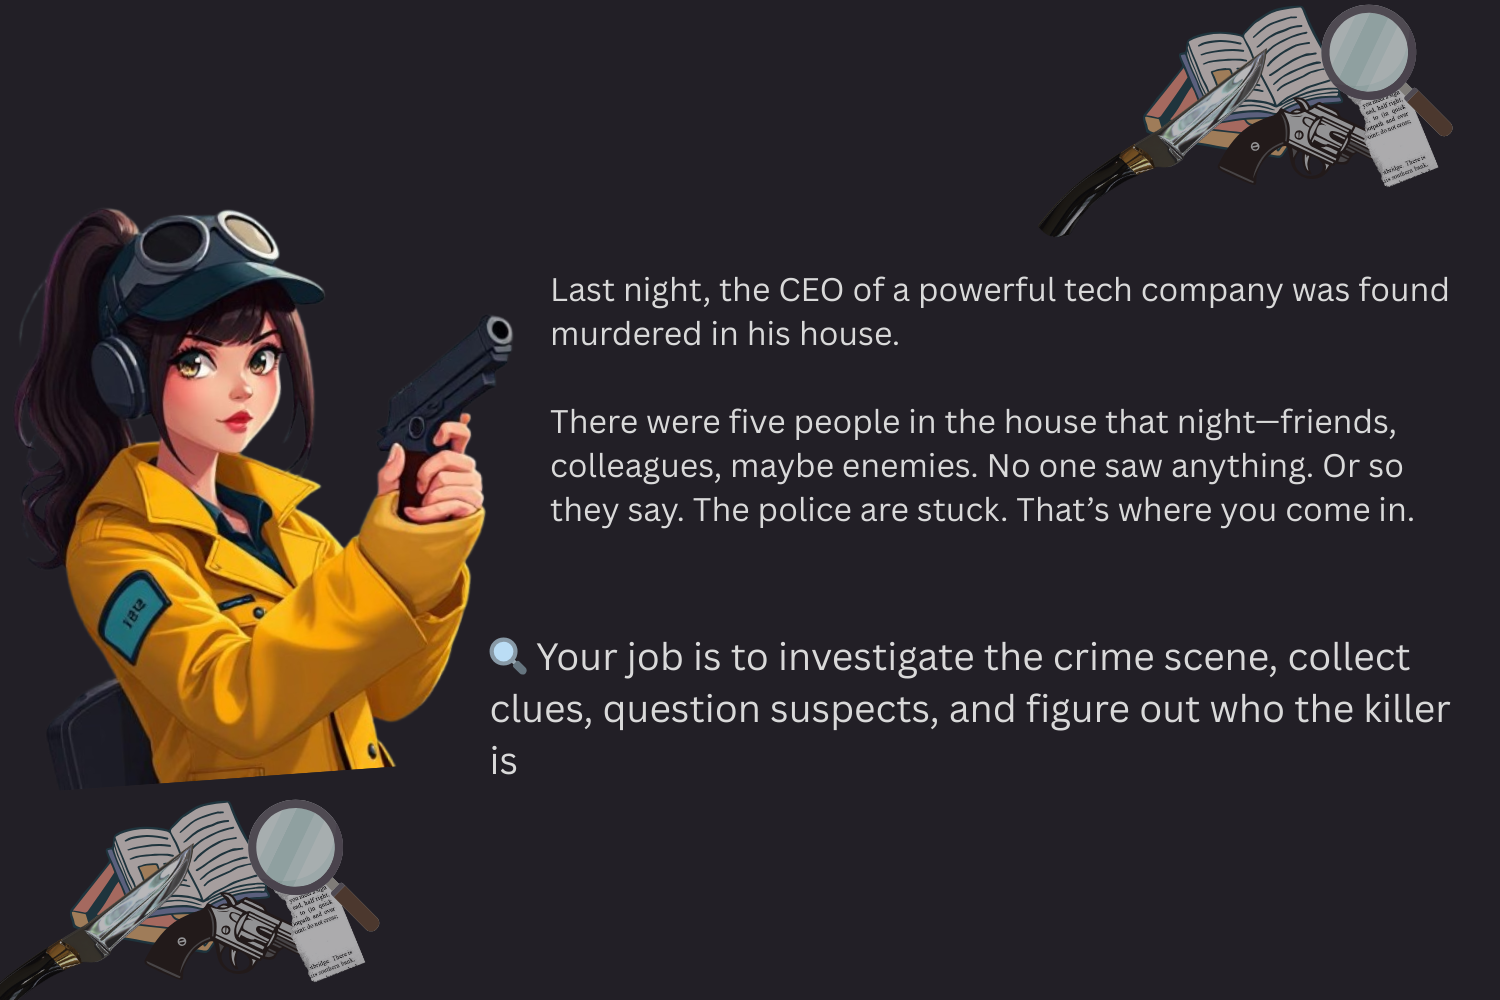 Last night, the CEO of a powerful tech company was found
murdered in his house.
There were five people in the house that night—friends,
colleagues, maybe enemies. No one saw anything. Or so
they say. The police are stuck. That’s where you come in.
🔍 Your job is to investigate the crime scene, collect
clues, question suspects, and figure out who the killer
is